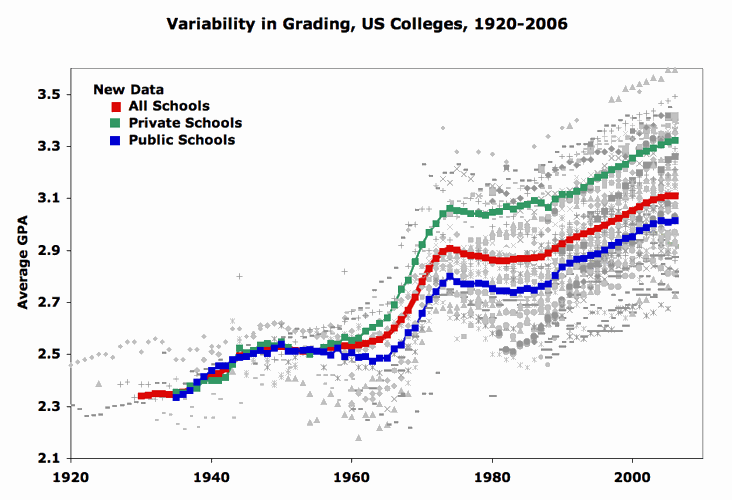 Variability in Grading, US Colleges, 1920-2006
New Data
All Schools
Private Schools
Public Schools
Average GPA
3.5
3.3
3.1
2.9
2.7
2.5
2.3
2.1
1920 1940 1960 1980 2000